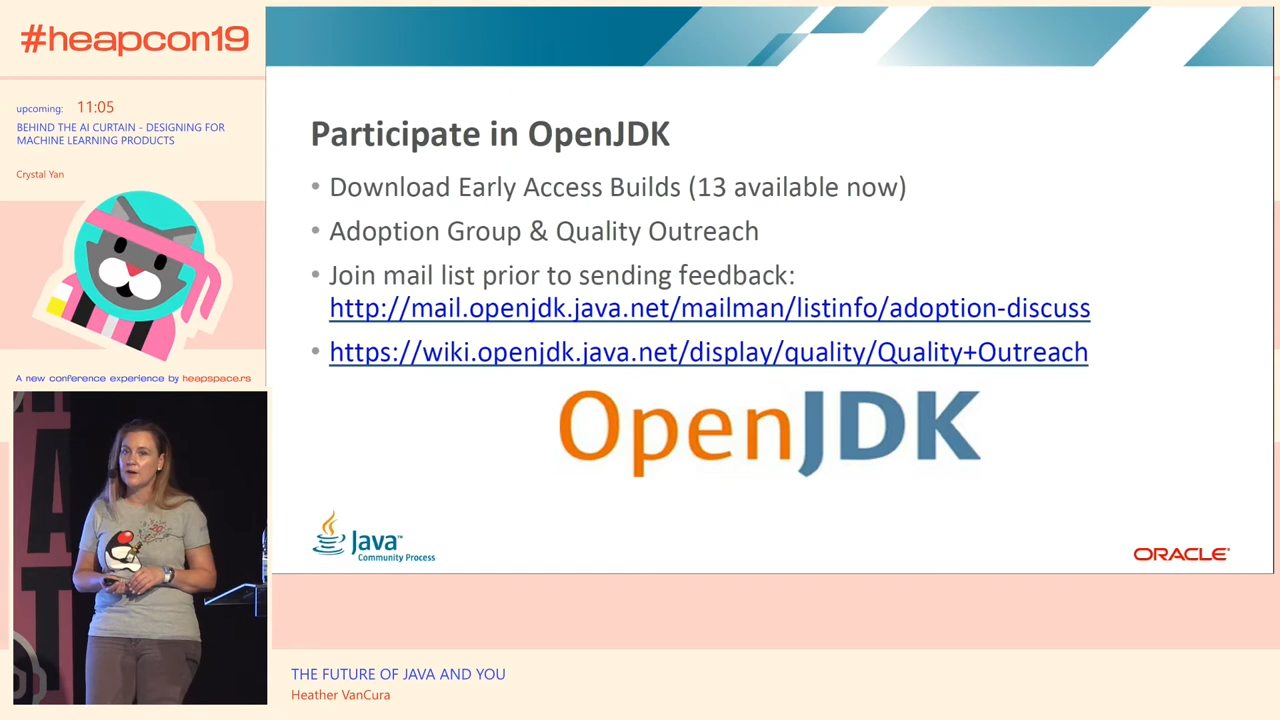 #heapcon19
upcoming: 11:05
BEHIND THE AI CURTAIN - DESIGNING FOR
MACHINE LEARNING PRODUCTS
Crystal Yan
A new conference experience by heapspace.rs
Participate in OpenJDK
• Download Early Access Builds (13 available now)
• Adoption Group & Quality Outreach
• Join mail list prior to sending feedback:
http://mail.openjdk.java.net/mailman/listinfo/adoption-discuss
• https://wiki.openjdk.java.net/display/quality/Quality+Outreach
OpenJDK
Java™
Community Process
ORACLE®
THE FUTURE OF JAVA AND YOU
Heather VanCura